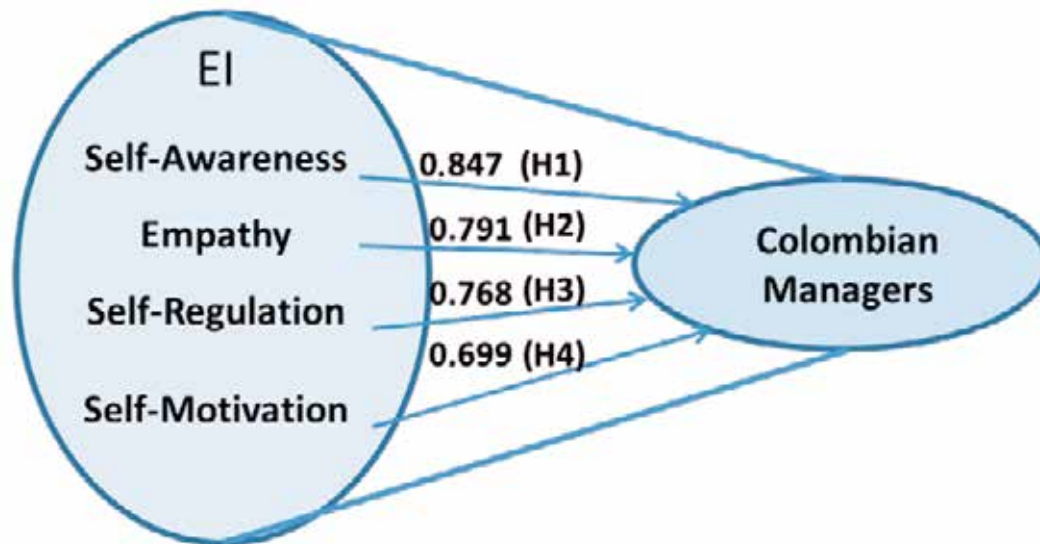 EI
Self-Awareness
0.847 (H1)
Empathy
0.791 (H2)
Self-Regulation
0.768 (H3)
Self-Motivation
0.699 (H4)
Colombian
Managers